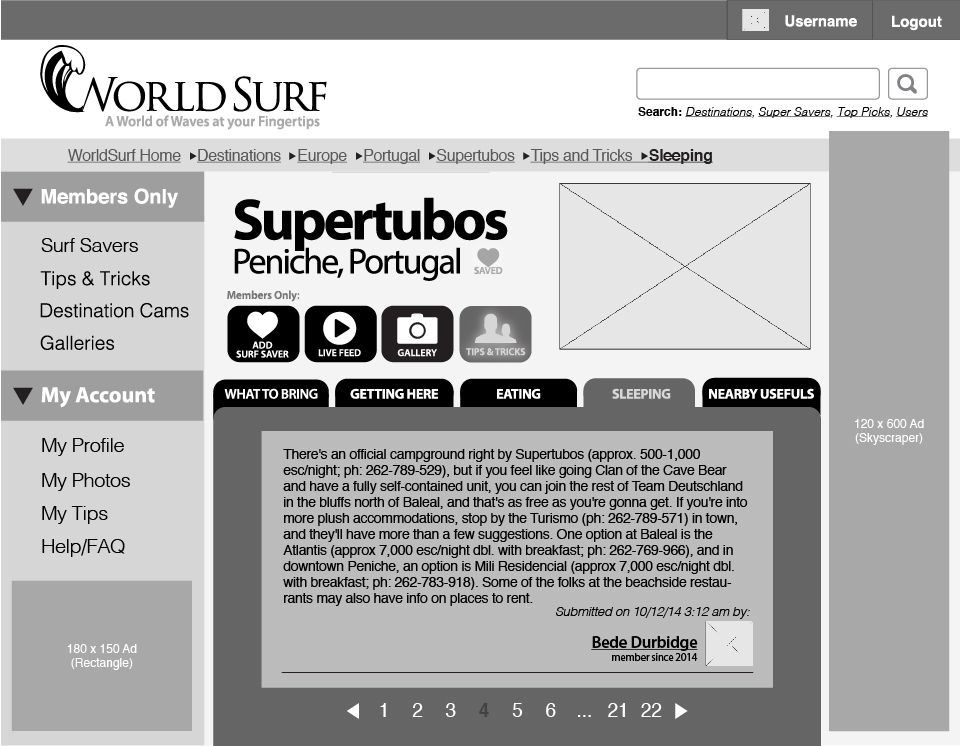 Username Logout
WORLD SURF
A World of Waves at your Fingertips
Search: Destinations, Super Savers, Top Picks, Users
WorldSurf Home ▸Destinations ▸Europe ▸Portugal ▸Supertubos ▸Tips and Tricks ▸Sleeping
Members Only
Surf Savers
Tips & Tricks
Destination Cams
Galleries
My Account
My Profile
My Photos
My Tips
Help/FAQ
180 x 150 Ad
(Rectangle)
Supertubos
Peniche, Portugal
SAVED
Members Only:
ADD
SURF SAVER
LIVE FEED
GALLERY
TIPS & TRICKS
WHAT TO BRING
GETTING HERE
EATING
SLEEPING
NEARBY USEFULS
There's an official campground right by Supertubos (approx. 500-1,000
esc/night; ph: 262-789-529), but if you feel like going Clan of the Cave Bear
and have a fully self-contained unit, you can join the rest of Team Deutschland
in the bluffs north of Baleal, and that's as free as you're gonna get. If you're into
more plush accommodations, stop by the Turismo (ph: 262-789-571) in town,
and they'll have more than a few suggestions. One option at Baleal is the
Atlantis (approx 7,000 esc/night dbl. with breakfast; ph: 262-769-966), and in
downtown Peniche, an option is Mili Residencial (approx 7,000 esc/night dbl.
with breakfast; ph: 262-783-918). Some of the folks at the beachside restau-
rants may also have info on places to rent.
Submitted on 10/12/14 3:12 am by:
Bede Durbidge
member since 2014
1 2 3 4 5 6 ... 21 22
120 x 600 Ad
(Skyscraper)